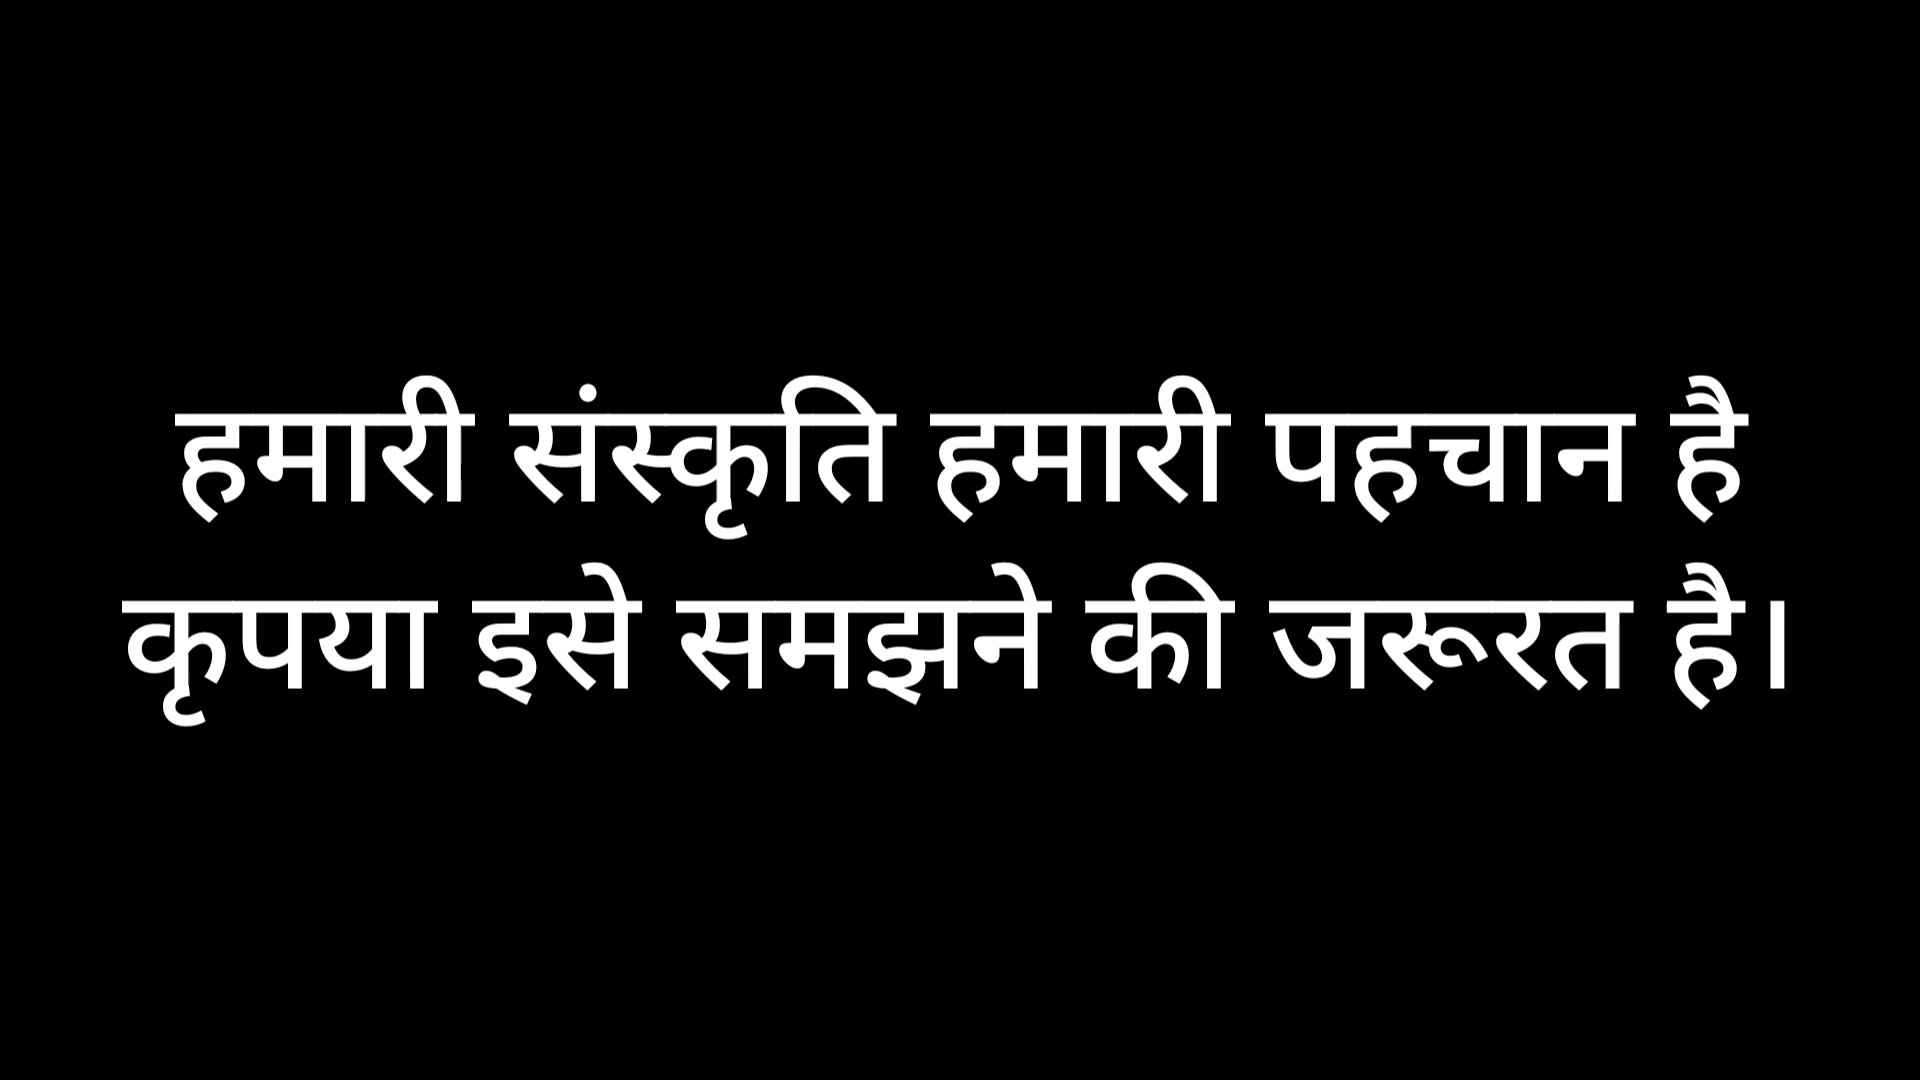 हमारी संस्कृति हमारी पहचान है
कृपया इसे समझने की जरूरत है।